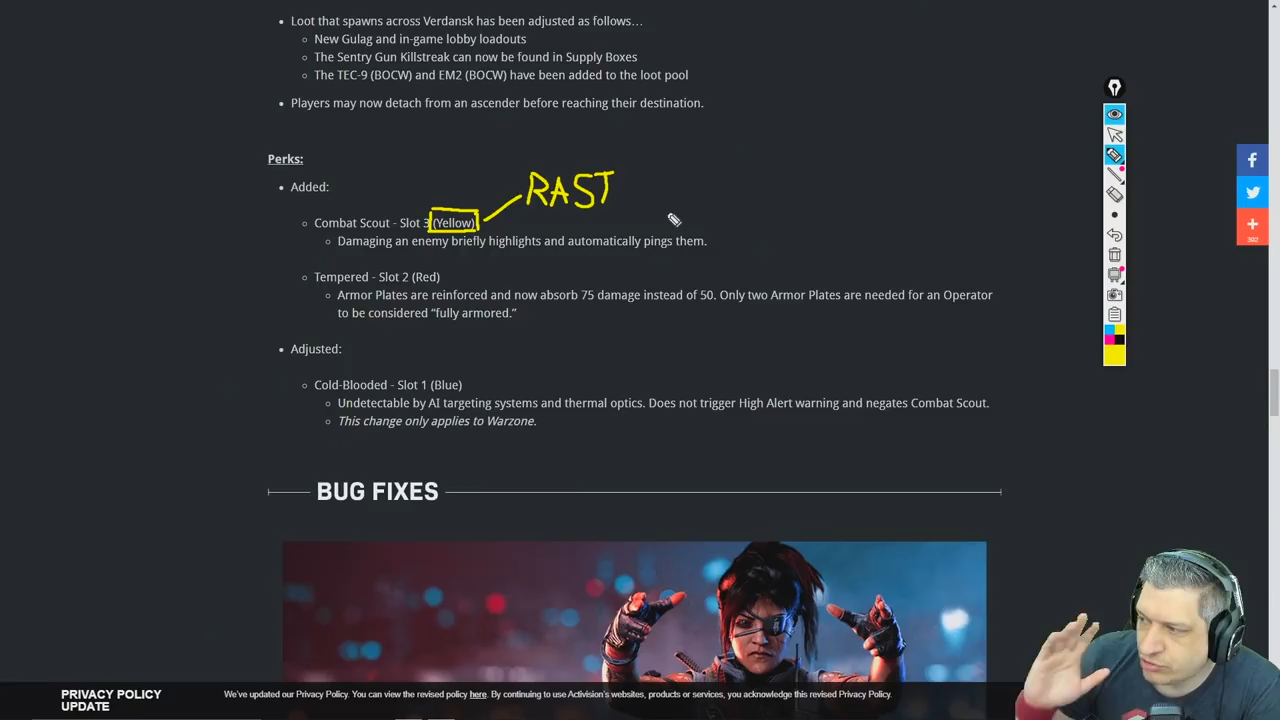 Loot that spawns across Verdansk has been adjusted as follows…
New Gulag and in-game lobby loadouts
The Sentry Gun Killstreak can now be found in Supply Boxes
The TEC-9 (BOCW) and EM2 (BOCW) have been added to the loot pool
Players may now detach from an ascender before reaching their destination.
Perks:
Added:
RAST
Combat Scout - Slot 3 (Yellow)
Damaging an enemy briefly highlights and automatically pings them.
Tempered - Slot 2 (Red)
Armor Plates are reinforced and now absorb 75 damage instead of 50. Only two Armor Plates are needed for an Operator
to be considered “fully armored.”
Adjusted:
Cold-Blooded - Slot 1 (Blue)
Undetectable by AI targeting systems and thermal optics. Does not trigger High Alert warning and negates Combat Scout.
This change only applies to Warzone.
BUG FIXES
392
PRIVACY POLICY
UPDATE
We've updated our Privacy Policy. You can view the revised policy here. By continuing to use Activision's websites, products or services, you acknowledge this revised Privacy Policy.